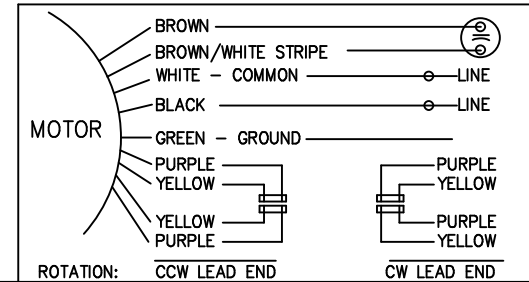 BROWN
BROWN/WHITE STRIPE
WHITE - COMMON
LINE
BLACK
LINE
MOTOR
GREEN - GROUND
PURPLE
YELLOW
YELLOW
PURPLE
PURPLE
YELLOW
PURPLE
YELLOW
ROTATION: CCW LEAD END CW LEAD END